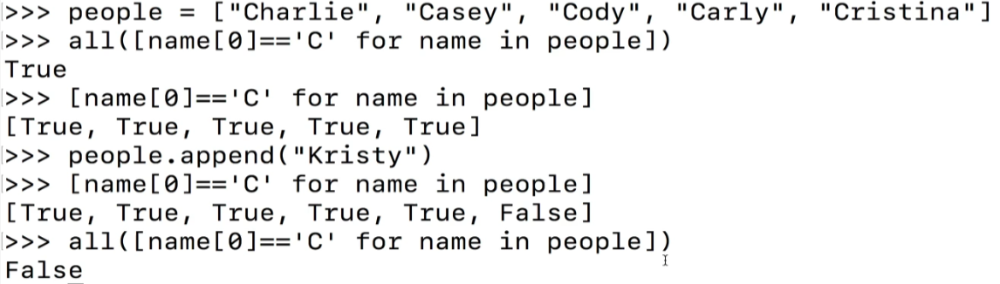 >>> people = ["Charlie", "Casey", "Cody", "Carly", "Cristina"]
>>> all([name[0]=='C' for name in people])
True
>>> [name[0]=='C' for name in people]
[True, True, True, True, True]
>>> people.append("Kristy")
>>> [name[0]=='C' for name in people]
[True, True, True, True, True, False]
>>> all([name[0]=='C' for name in people])
False